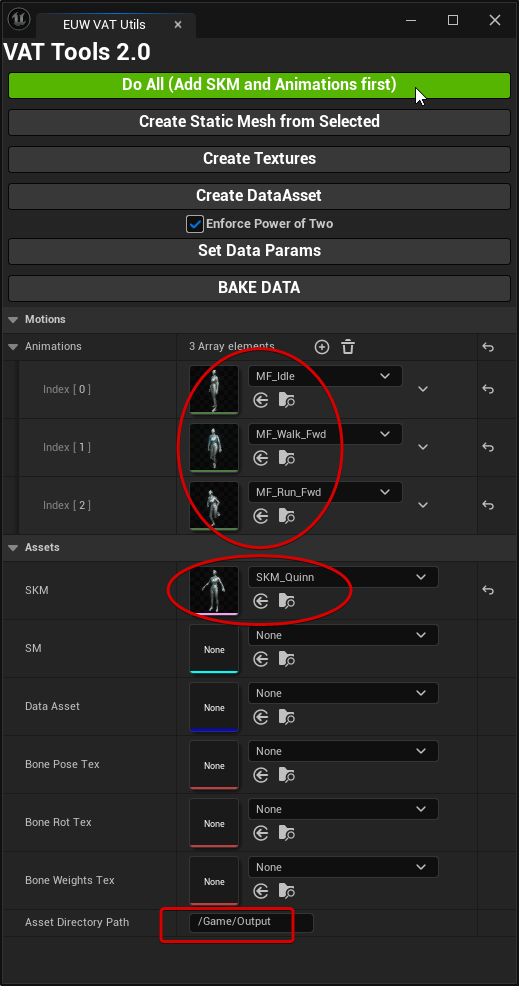 EUW VAT Utils
VAT Tools 2.0
Do All (Add SKM and Animations first)
Create Static Mesh from Selected
Create Textures
Create DataAsset
Enforce Power of Two
Set Data Params
BAKE DATA
Motions
Animations 3 Array elements
Index [ 0 ] MF_Idle
Index [ 1 ] MF_Walk_Fwd
Index [ 2 ] MF_Run_Fwd
Assets
SKM SKM_Quinn
SM None None
Data Asset None None
Bone Pose Tex None None
Bone Rot Tex None None
Bone Weights Tex None None
Asset Directory Path /Game/Output